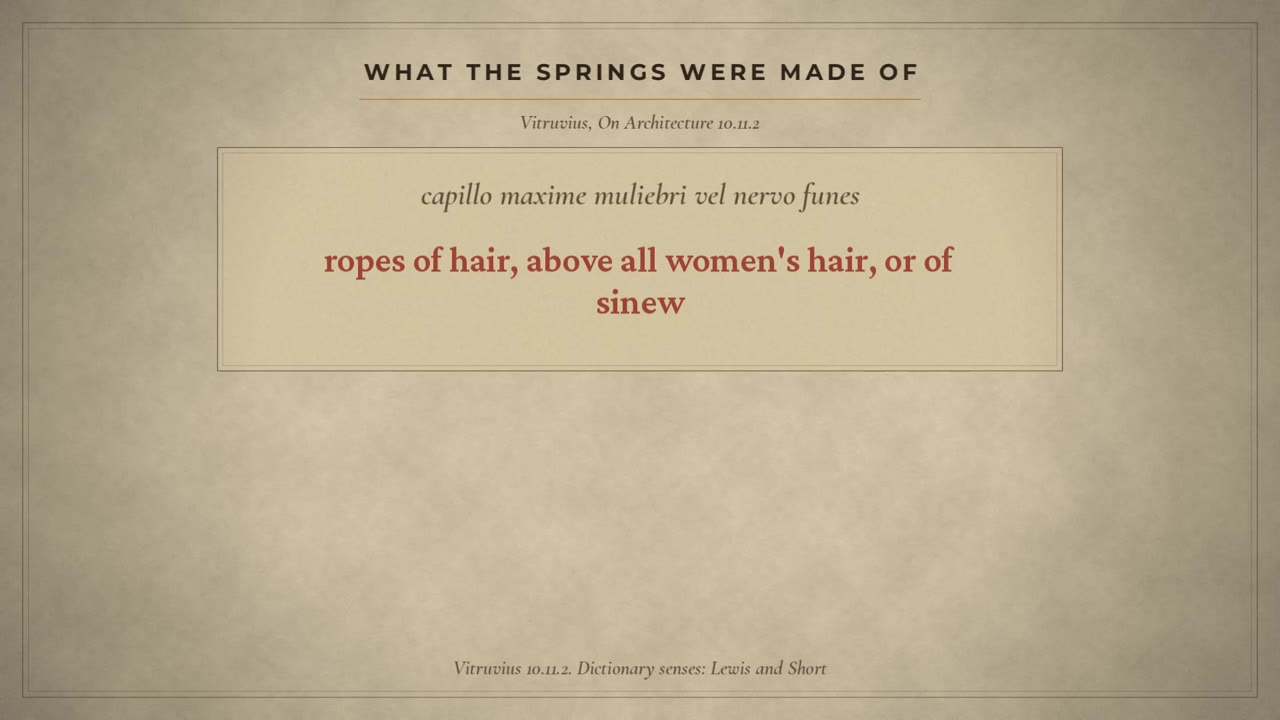 WHAT THE SPRINGS WERE MADE OF
Vitruvius, On Architecture 10.11.2
capillo maxime muliebri vel nervo funes
ropes of hair, above all women's hair, or of
sinew
Vitruvius 10.11.2. Dictionary senses: Lewis and Short